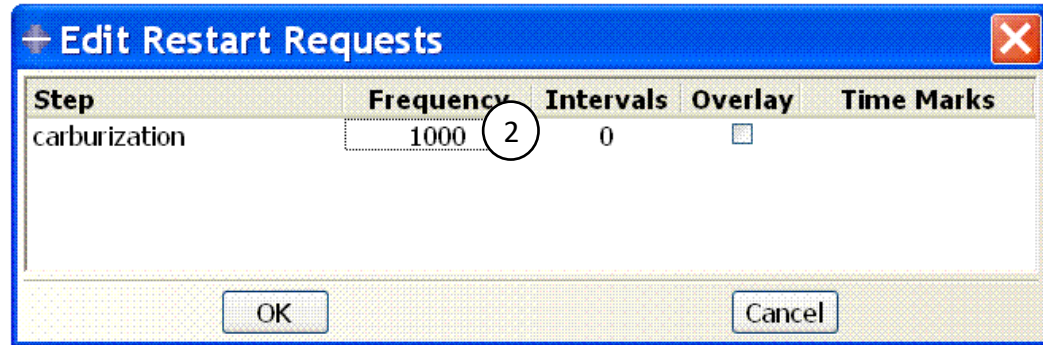 Edit Restart Requests
Step Frequency Intervals Overlay Time Marks
carburization 1000 2 0
OK Cancel